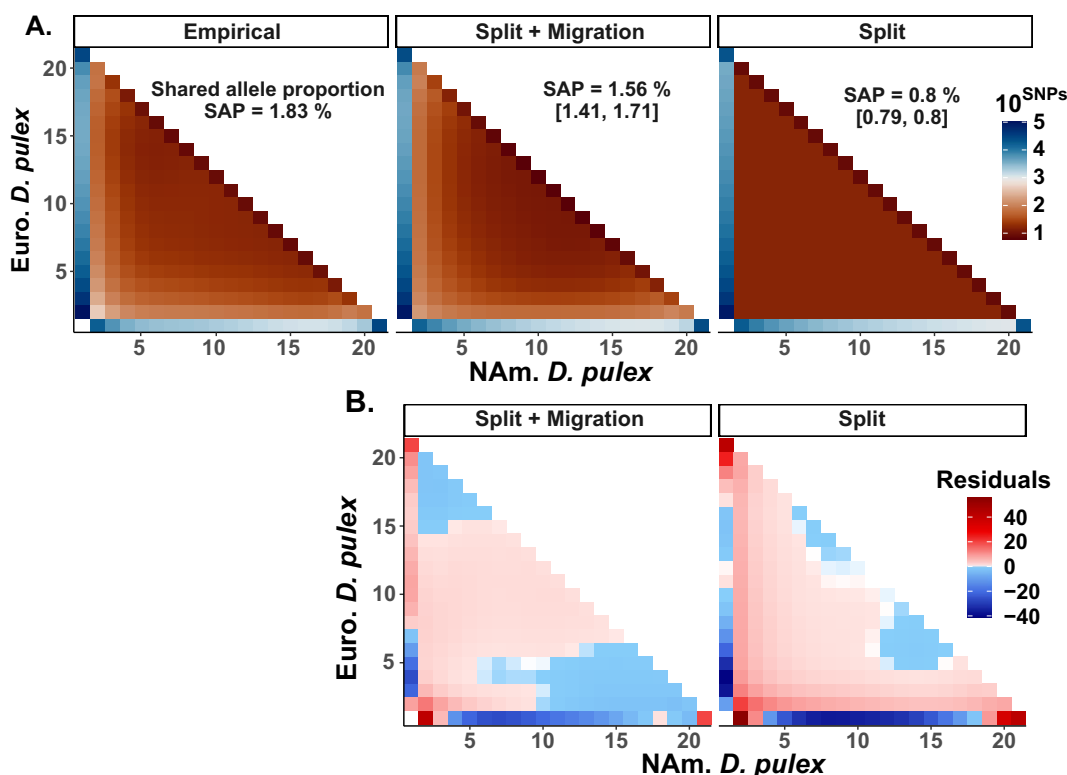 A.
Empirical
Split + Migration
Split
Shared allele proportion
SAP = 1.83 %
SAP = 1.56 %
[1.41, 1.71]
SAP = 0.8 %
[0.79, 0.8]
10^SNPs
5
4
3
2
1
20
15
10
5
Euro. D. pulex
5 10 15 20
5 10 15 20
5 10 15 20
NAm. D. pulex
B.
Split + Migration
Split
Residuals
40
20
0
−20
−40
20
15
10
5
Euro. D. pulex
5 10 15 20
5 10 15 20
NAm. D. pulex